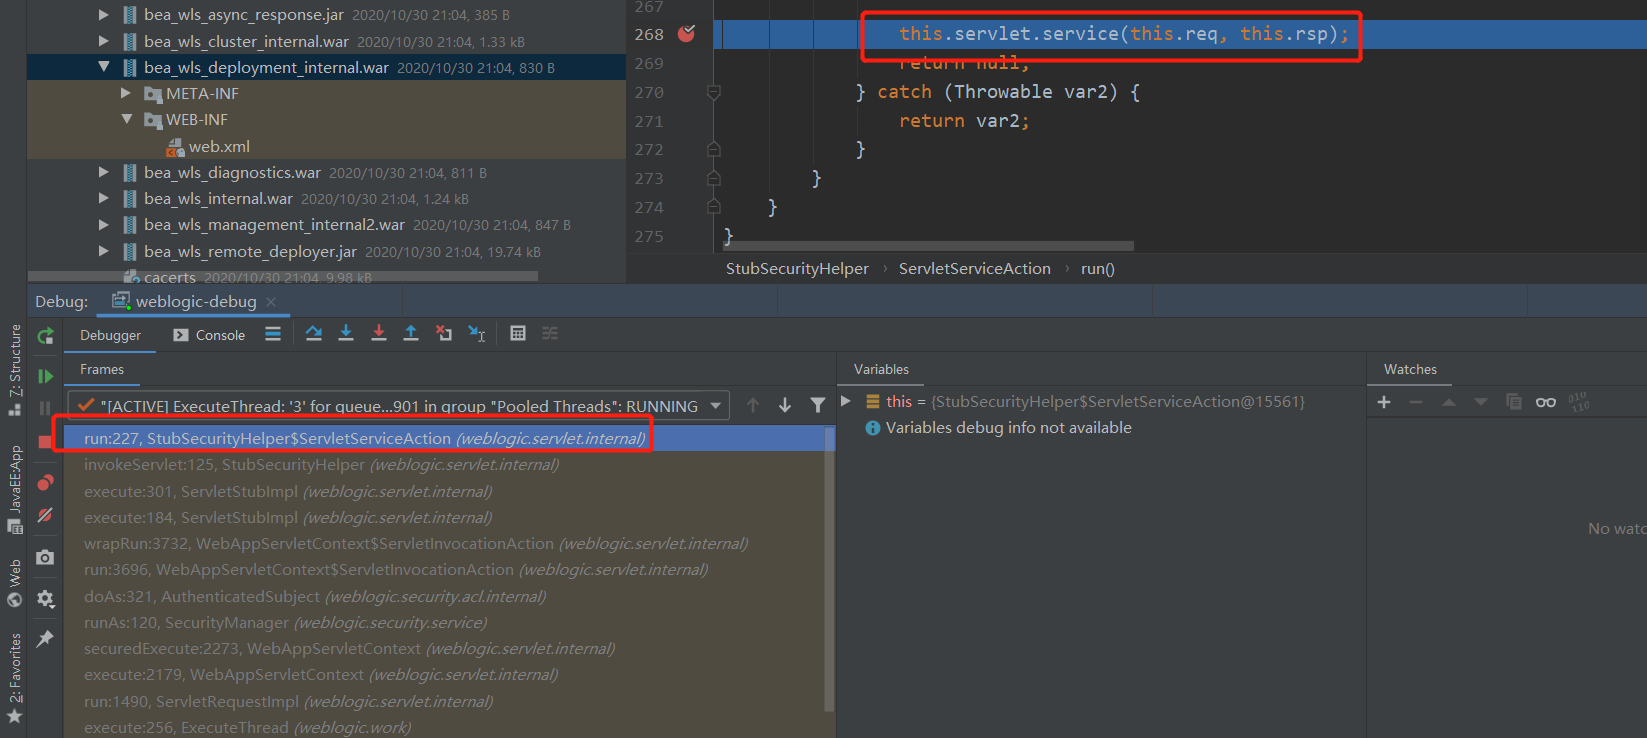 bea_wls_async_response.jar 2020/10/30 21:04, 385 B
bea_wls_cluster_internal.war 2020/10/30 21:04, 1.33 kB
bea_wls_deployment_internal.war 2020/10/30 21:04, 830 B
META-INF
WEB-INF
web.xml
bea_wls_diagnostics.war 2020/10/30 21:04, 811 B
bea_wls_internal.war 2020/10/30 21:04, 1.24 kB
bea_wls_management_internal2.war 2020/10/30 21:04, 847 B
bea_wls_remote_deployer.jar 2020/10/30 21:04, 19.74 kB
cacerts 2020/10/30 21:04, 9.98 kB
267
268 this.servlet.service(this.req, this.rsp);
269 return null;
270 } catch (Throwable var2) {
271 return var2;
272 }
273 }
274 }
275 }
StubSecurityHelper › ServletServiceAction › run()
Debug: weblogic-debug
Debugger Console
Frames
"[ACTIVE] ExecuteThread: '3' for queue...901 in group "Pooled Threads": RUNNING
run:227, StubSecurityHelper$ServletServiceAction (weblogic.servlet.internal)
invokeServlet:125, StubSecurityHelper (weblogic.servlet.internal)
execute:301, ServletStubImpl (weblogic.servlet.internal)
execute:184, ServletStubImpl (weblogic.servlet.internal)
wrapRun:3732, WebAppServletContext$ServletInvocationAction (weblogic.servlet.internal)
run:3696, WebAppServletContext$ServletInvocationAction (weblogic.servlet.internal)
doAs:321, AuthenticatedSubject (weblogic.security.acl.internal)
runAs:120, SecurityManager (weblogic.security.service)
securedExecute:2273, WebAppServletContext (weblogic.servlet.internal)
execute:2179, WebAppServletContext (weblogic.servlet.internal)
run:1490, ServletRequestImpl (weblogic.servlet.internal)
execute:256, ExecuteThread (weblogic.work)
Variables
this = {StubSecurityHelper$ServletServiceAction@15561}
Variables debug info not available
Watches
No watc
Z: Structure
JavaEE:App
Web
2: Favorites